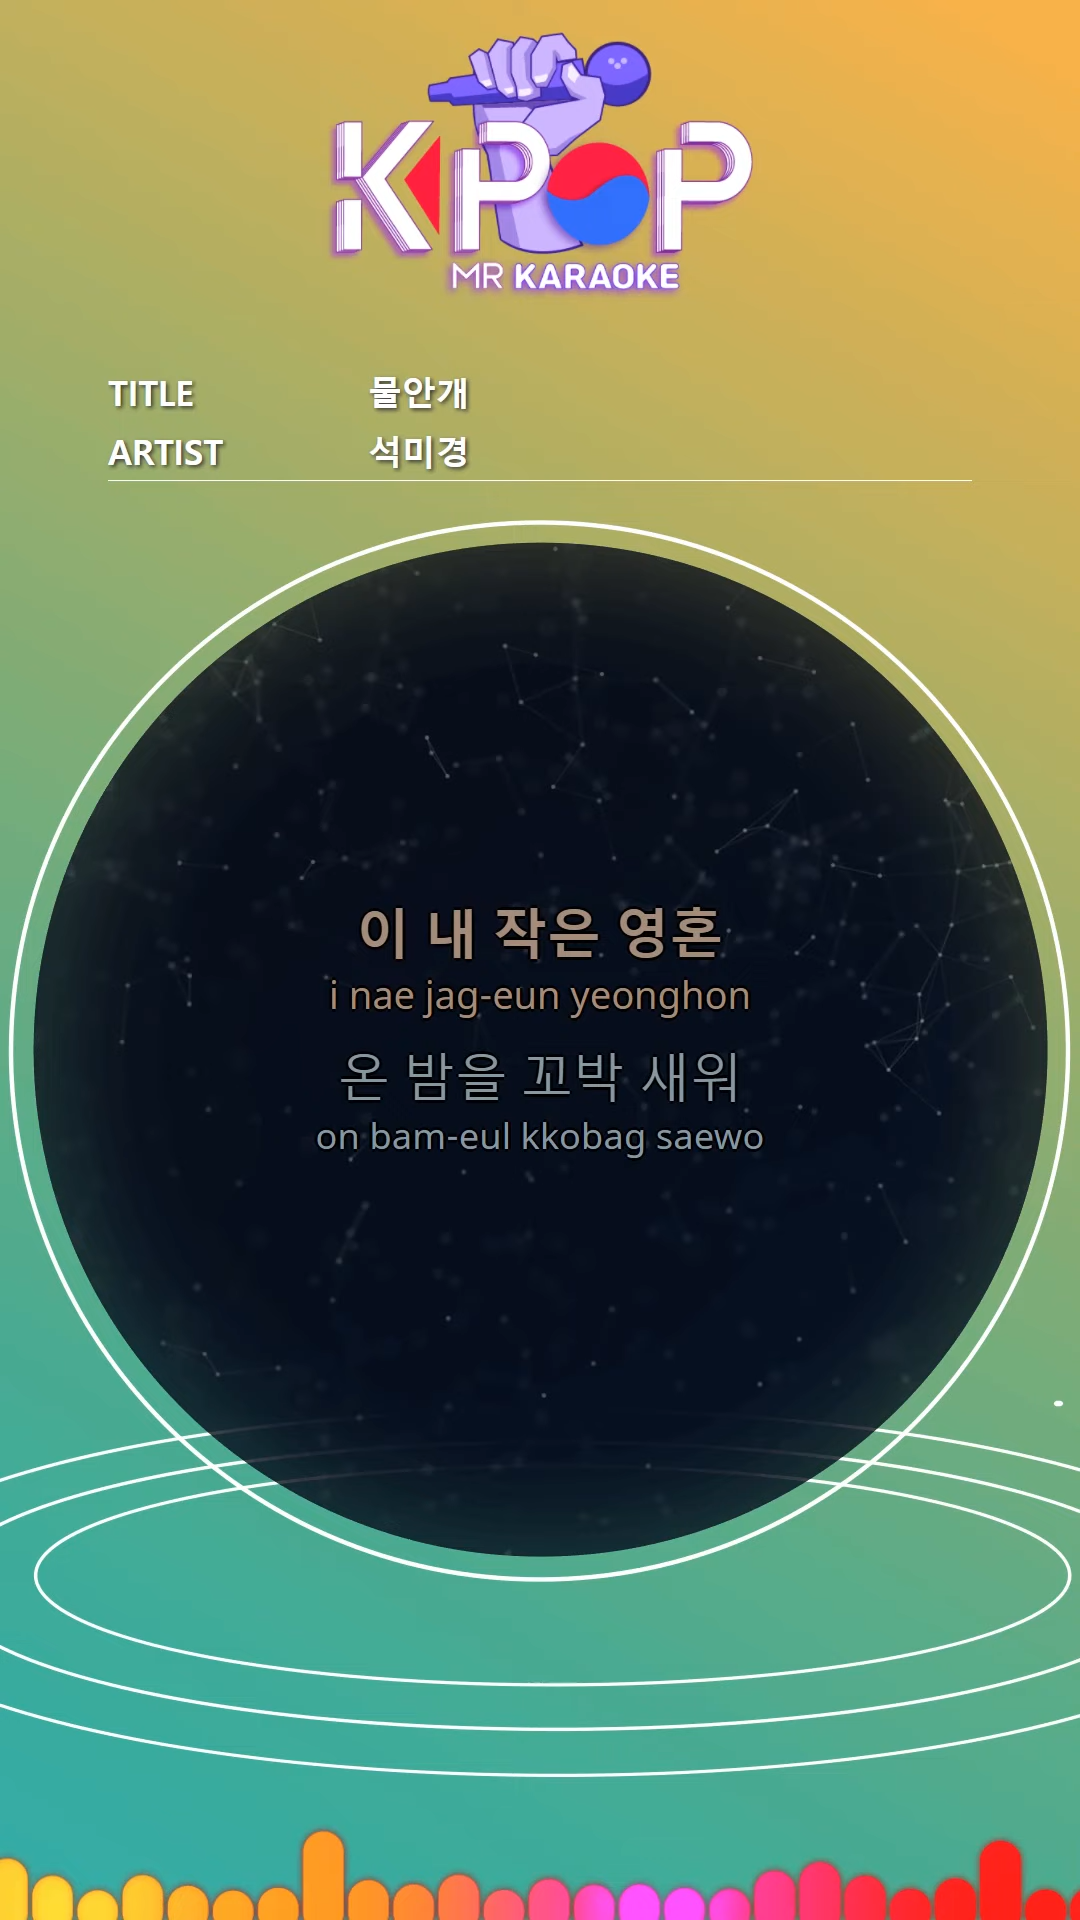 KPOP
MR KARAOKE
TITLE 물안개
ARTIST 석미경
이 내 작은 영혼
i nae jag-eun yeonghon
온 밤을 꼬박 새워
on bam-eul kkobag saewo